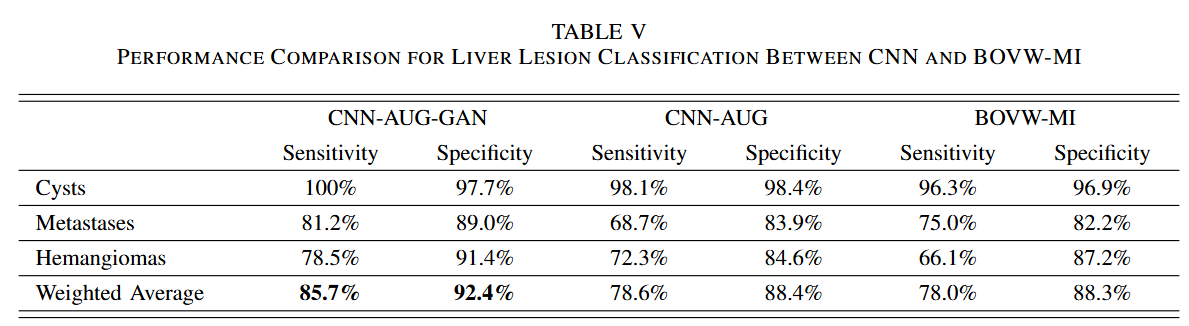 TABLE V
PERFORMANCE COMPARISON FOR LIVER LESION CLASSIFICATION BETWEEN CNN AND BOVW-MI
CNN-AUG-GAN CNN-AUG BOVW-MI
Sensitivity Specificity Sensitivity Specificity Sensitivity Specificity
Cysts 100% 97.7% 98.1% 98.4% 96.3% 96.9%
Metastases 81.2% 89.0% 68.7% 83.9% 75.0% 82.2%
Hemangiomas 78.5% 91.4% 72.3% 84.6% 66.1% 87.2%
Weighted Average 85.7% 92.4% 78.6% 88.4% 78.0% 88.3%